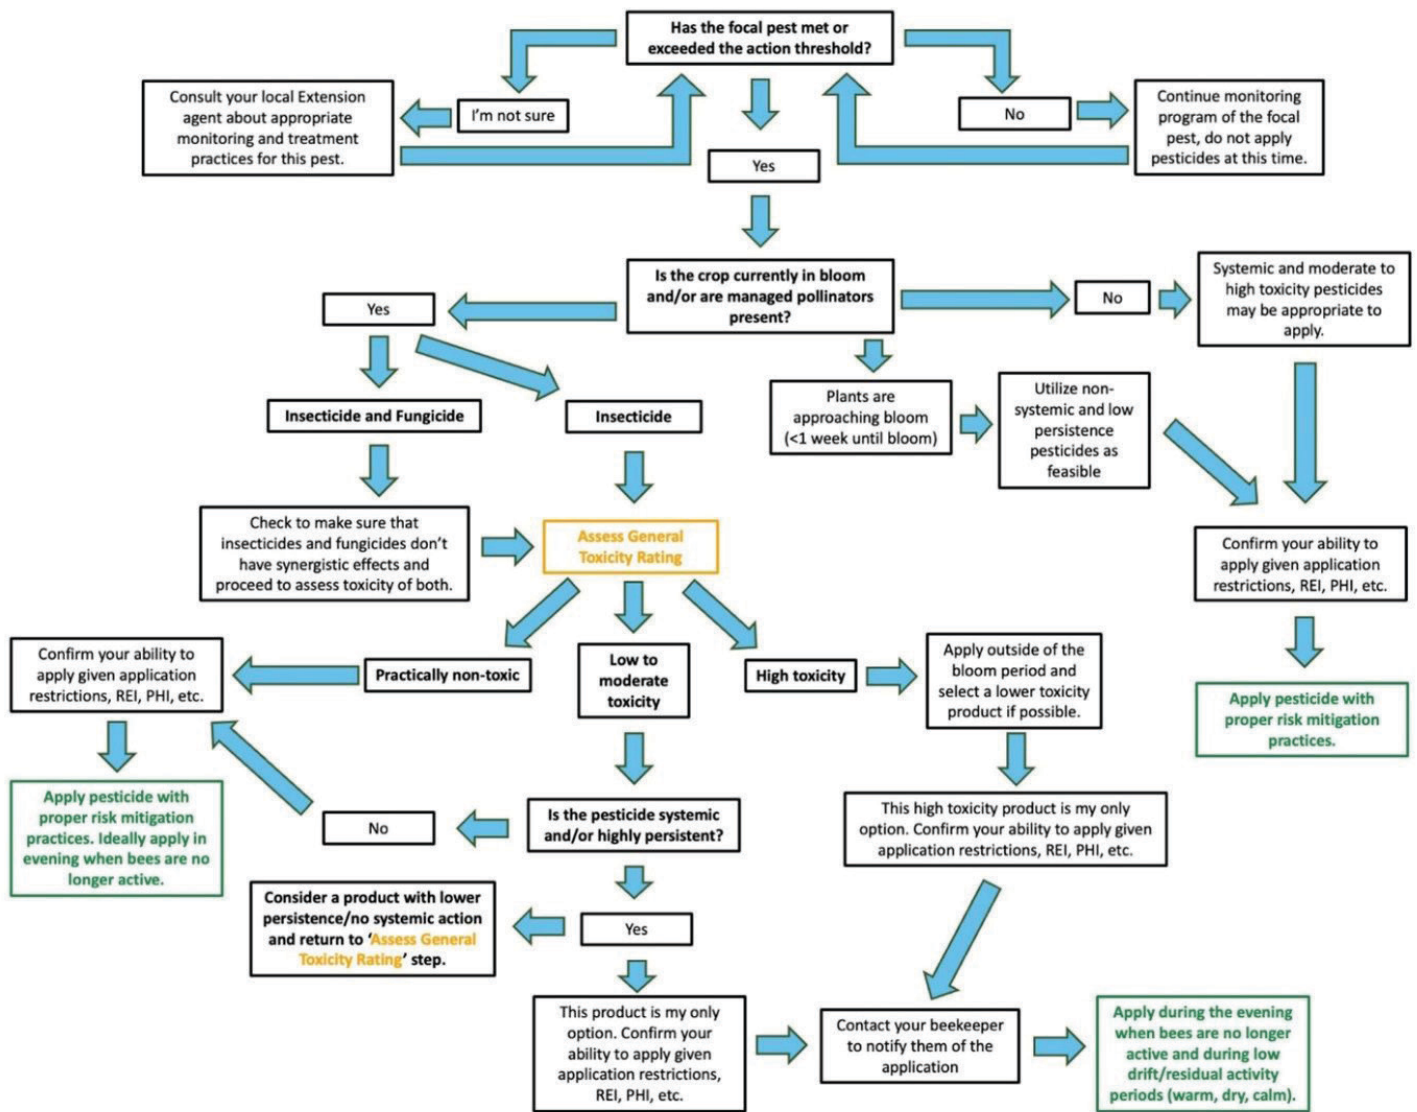 Has the focal pest met or
exceeded the action threshold?
Consult your local Extension
agent about appropriate
monitoring and treatment
practices for this pest.
I'm not sure
Yes
No
Continue monitoring
program of the focal
pest, do not apply
pesticides at this time.
Is the crop currently in bloom
and/or are managed pollinators
present?
Yes
No
Systemic and moderate to
high toxicity pesticides
may be appropriate to
apply.
Insecticide and Fungicide
Insecticide
Plants are
approaching bloom
(<1 week until bloom)
Utilize non-
systemic and low
persistence
pesticides as
feasible
Check to make sure that
insecticides and fungicides don't
have synergistic effects and
proceed to assess toxicity of both.
Assess General
Toxicity Rating
Confirm your ability to
apply given application
restrictions, REI, PHI, etc.
Confirm your ability to
apply given application
restrictions, REI, PHI, etc.
Practically non-toxic
Low to
moderate
toxicity
High toxicity
Apply outside of the
bloom period and
select a lower toxicity
product if possible.
Apply pesticide with
proper risk mitigation
practices.
Apply pesticide with
proper risk mitigation
practices. Ideally apply in
evening when bees are no
longer active.
No
Is the pesticide systemic
and/or highly persistent?
This high toxicity product is my only
option. Confirm your ability to apply given
application restrictions, REI, PHI, etc.
Consider a product with lower
persistence/no systemic action
and return to 'Assess General
Toxicity Rating' step.
Yes
This product is my only
option. Confirm your
ability to apply given
application restrictions,
REI, PHI, etc.
Contact your beekeeper
to notify them of the
application
Apply during the evening
when bees are no longer
active and during low
drift/residual activity
periods (warm, dry, calm).